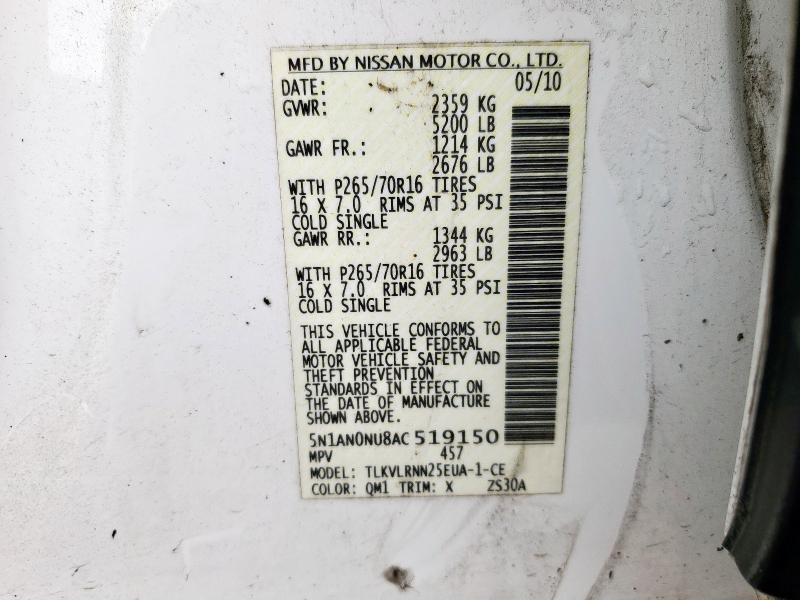 MFD BY NISSAN MOTOR CO., LTD.
DATE: 05/10
GVWR: 2359 KG
5200 LB
GAWR FR.: 1214 KG
2676 LB
WITH P265/70R16 TIRES
16 X 7.0 RIMS AT 35 PSI
COLD SINGLE
GAWR RR.: 1344 KG
2963 LB
WITH P265/70R16 TIRES
16 X 7.0 RIMS AT 35 PSI
COLD SINGLE
THIS VEHICLE CONFORMS TO
ALL APPLICABLE FEDERAL
MOTOR VEHICLE SAFETY AND
THEFT PREVENTION
STANDARDS IN EFFECT ON
THE DATE OF MANUFACTURE
SHOWN ABOVE.
5N1AN0NU8AC519150
MPV 457
MODEL: TLKVLRNN25EUA-1-CE
COLOR: QM1 TRIM: X ZS30A